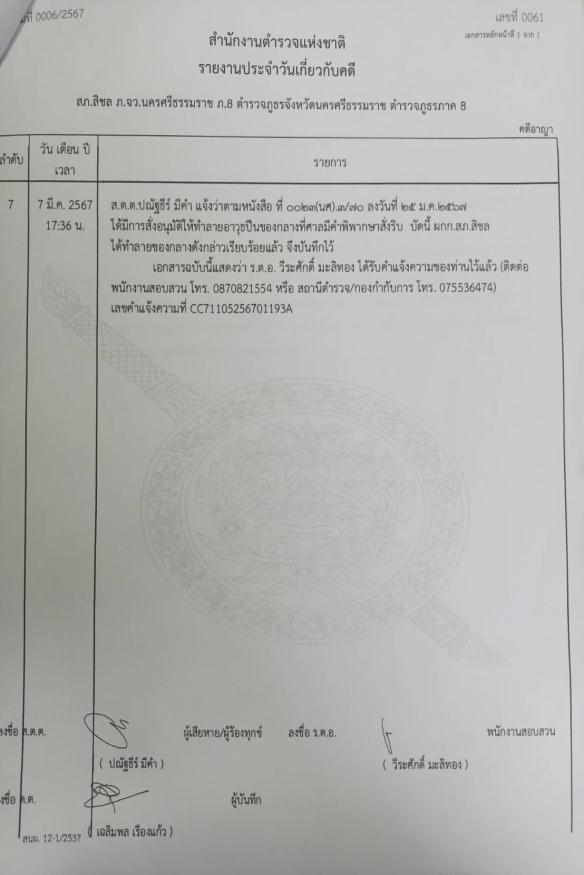 ที่ 0006/2567
เลขที่ 0061
เอกสารหลักหน้าที่ 1 จาก 1
สำนักงานตำรวจแห่งชาติ
รายงานประจำวันเกี่ยวกับคดี
สภ.สิชล ภ.จว.นครศรีธรรมราช ภ.8 ตำรวจภูธรจังหวัดนครศรีธรรมราช ตำรวจภูธรภาค 8
คดีอาญา
ลำดับ
วัน เดือน ปี
เวลา
รายการ
7
7 มี.ค. 2567
17:36 น.
ส.ต.ต.ปณัฐธีร์ มีคำ แจ้งว่าตามหนังสือ ที่ ๐๐๒๓(นศ).๓/๗๐ ลงวันที่ ๒๕ ม.ค.๒๕๖๗
ได้มีการสั่งอนุมัติให้ทำลายอาวุธปืนของกลางที่ศาลมีคำพิพากษาสั่งริบ บัดนี้ ผกก.สภ.สิชล
ได้ทำลายของกลางดังกล่าวเรียบร้อยแล้ว จึงบันทึกไว้
เอกสารฉบับนี้แสดงว่า ร.ต.อ. วีระศักดิ์ มะลิทอง ได้รับคำแจ้งความของท่านไว้แล้ว (ติดต่อ
พนักงานสอบสวน โทร. 0870821554 หรือ สถานีตำรวจ/กองกำกับการ โทร. 075536474)
เลขคำแจ้งความที่ CC71105256701193A
ลงชื่อ ส.ต.ต. ผู้เสียหาย/ผู้ร้องทุกข์ ลงชื่อ ร.ต.อ. พนักงานสอบสวน
( ปณัฐธีร์ มีคำ ) ( วีระศักดิ์ มะลิทอง )
ลงชื่อ ด.ต. ผู้บันทึก
( เฉลิมพล เรืองแก้ว )
สนผ. 12-1/2537